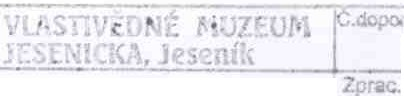 VLASTIVĚDNÉ MUZEUM
JESENICKA, Jeseník
Zprac.